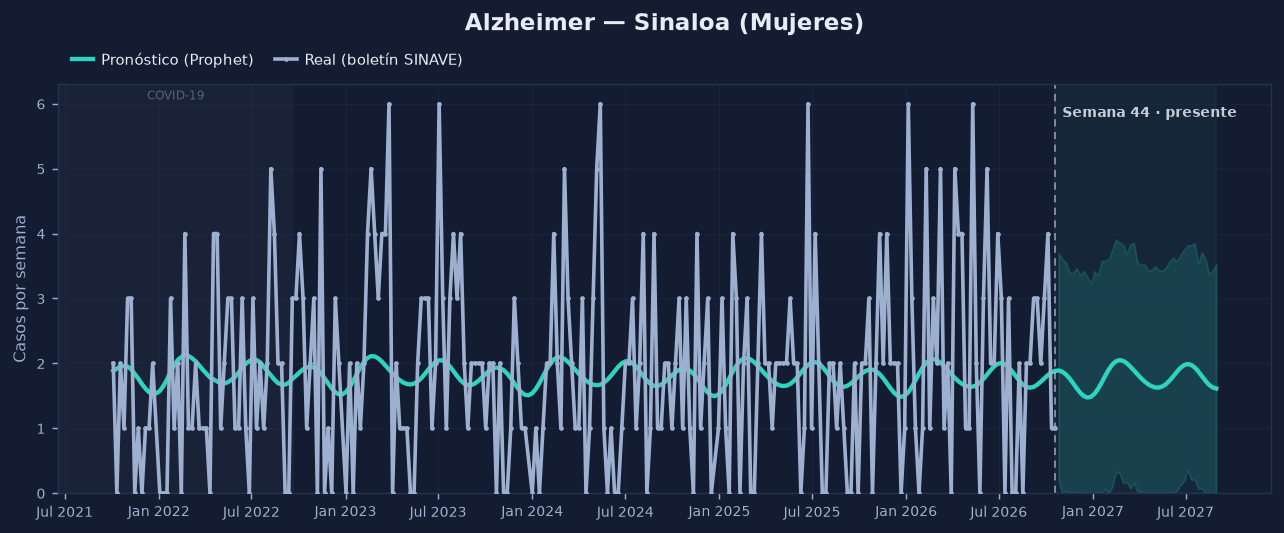 Alzheimer — Sinaloa (Mujeres)
Pronóstico (Prophet)
Real (boletín SINAVE)
COVID-19
Semana 44 · presente
Casos por semana
6
5
4
3
2
1
0
Jul 2021
Jan 2022
Jul 2022
Jan 2023
Jul 2023
Jan 2024
Jul 2024
Jan 2025
Jul 2025
Jan 2026
Jul 2026
Jan 2027
Jul 2027